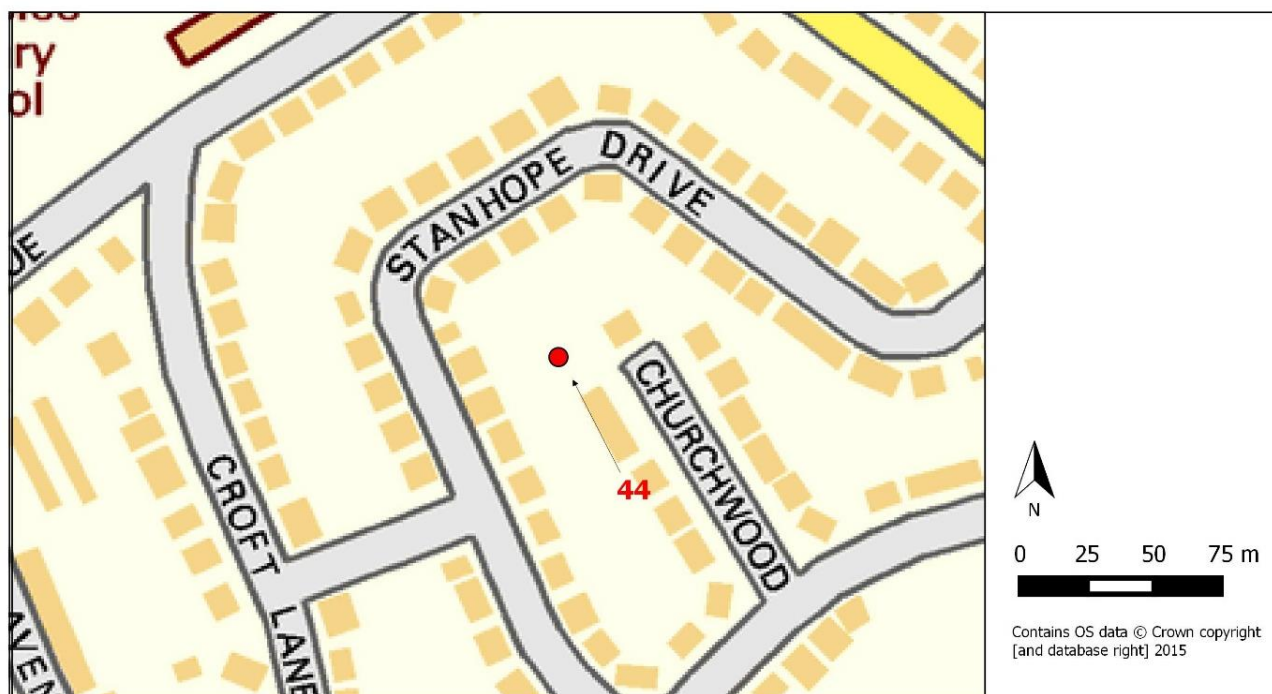 ry
ol
STANHOPE DRIVE
CROFT LANE
CHURCHWOOD
44
N
0 25 50 75 m
Contains OS data © Crown copyright
[and database right] 2015